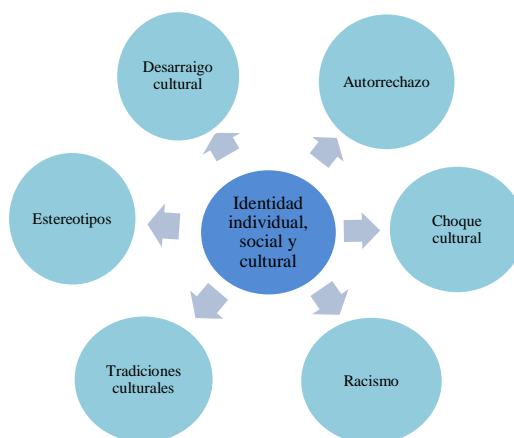 Desarraigo
cultural
Autorrechazo
Estereotipos
Identidad
individual,
social y
cultural
Choque
cultural
Tradiciones
culturales
Racismo